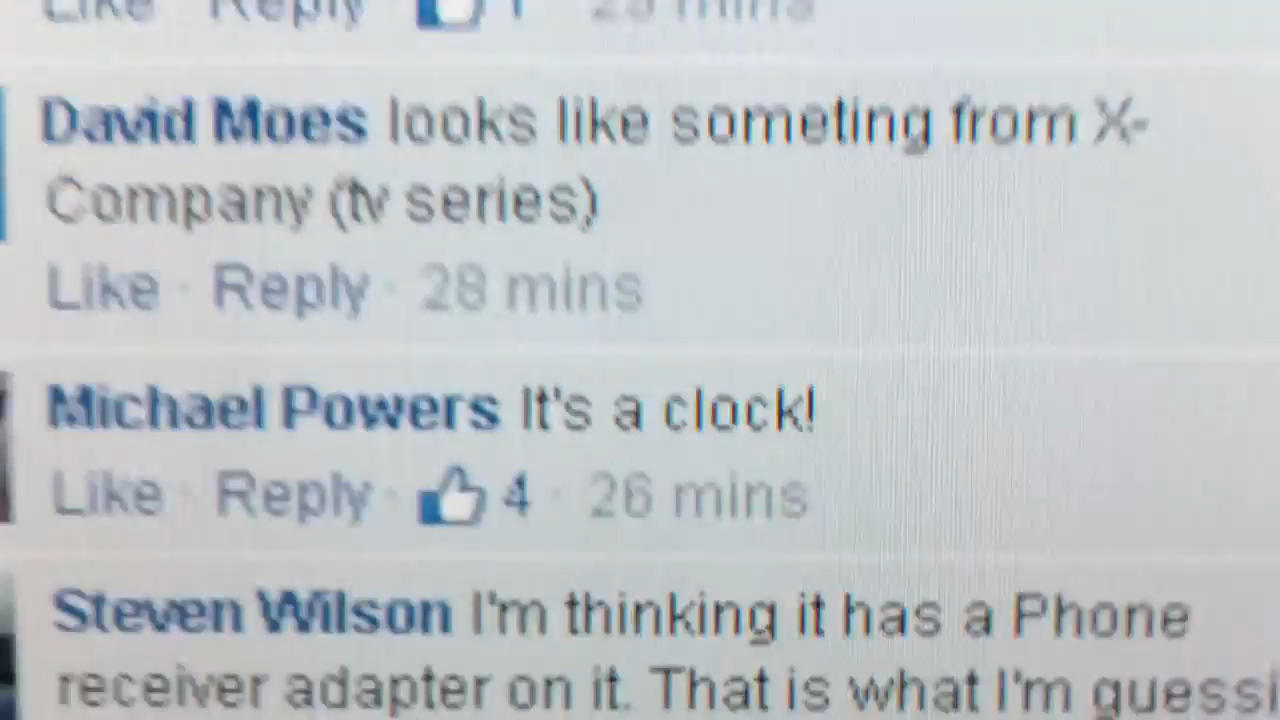 Like · Reply · 1 · mins
David Moes looks like someting from X-
Company (tv series)
Like · Reply · 28 mins
Michael Powers It's a clock!
Like · Reply · 4 · 26 mins
Steven Wilson I'm thinking it has a Phone
receiver adapter on it. That is what I'm guessi